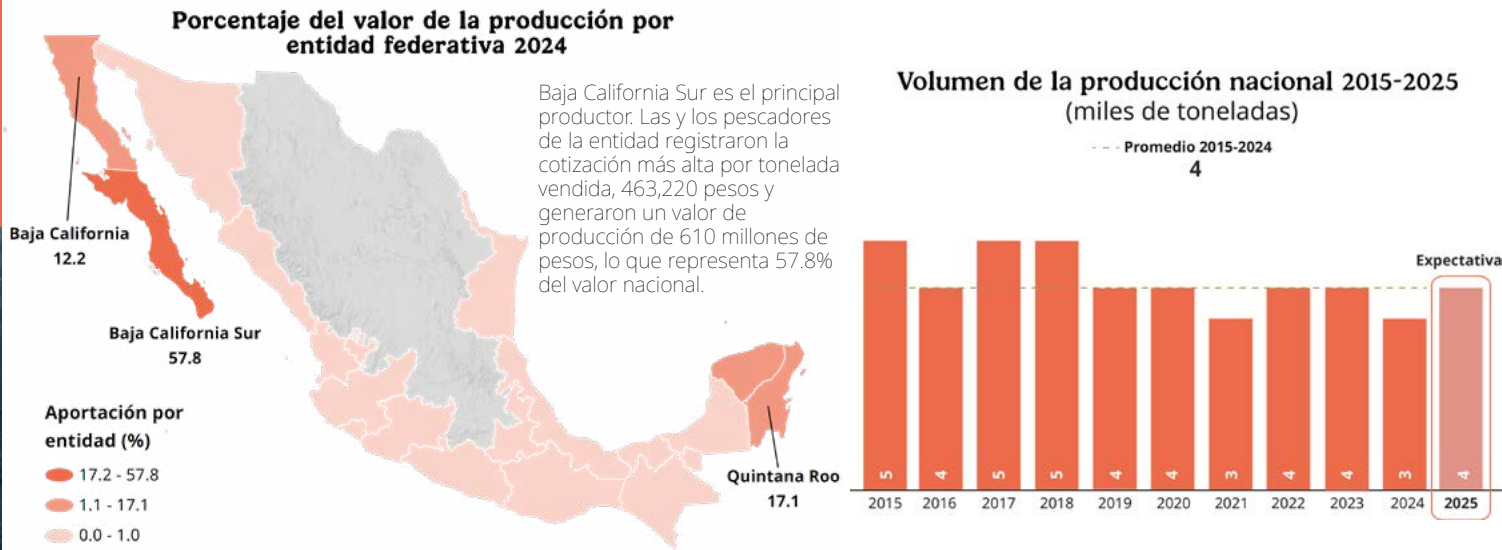 Porcentaje del valor de la producción por
entidad federativa 2024
Baja California Sur es el principal
productor. Las y los pescadores
de la entidad registraron la
cotización más alta por tonelada
vendida, 463,220 pesos y
generaron un valor de
producción de 610 millones de
pesos, lo que representa 57.8%
del valor nacional.
Baja California
12.2
Baja California Sur
57.8
Quintana Roo
17.1
Aportación por
entidad (%)
17.2 - 57.8
1.1 - 17.1
0.0 - 1.0
Volumen de la producción nacional 2015-2025
(miles de toneladas)
Promedio 2015-2024
4
Expectativa
5 4 5 5 4 4 3 4 4 3 4
2015 2016 2017 2018 2019 2020 2021 2022 2023 2024 2025